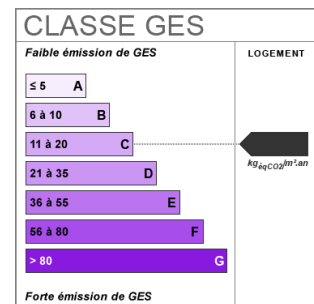 CLASSE GES
Faible émission de GES
LOGEMENT
≤ 5 A
6 à 10 B
11 à 20 C
21 à 35 D
36 à 55 E
56 à 80 F
> 80 G
kgéqCO2/m².an
Forte émission de GES